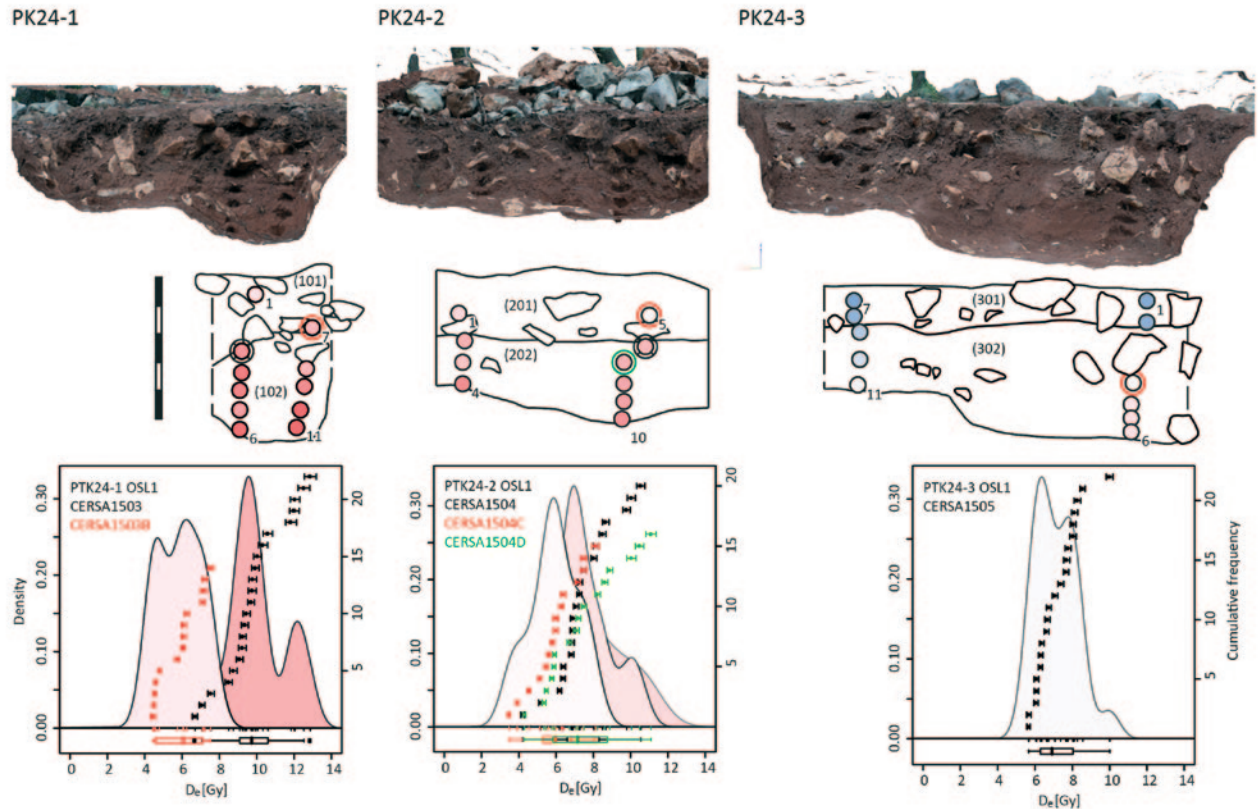 PK24-1
PK24-2
PK24-3
(101)
1
7
(102)
6
11
(201)
1
5
(202)
4
10
7
(301)
1
(302)
11
6
PTK24-1 OSL1
CERSA1503
CERSA1503B
Density
0.30
0.20
0.10
0.00
20
15
10
5
0 2 4 6 8 10 12 14
De[Gy]
PTK24-2 OSL1
CERSA1504
CERSA1504C
CERSA1504D
0.30
0.20
0.10
0.00
20
15
10
5
0 2 4 6 8 10 12 14
De[Gy]
PTK24-3 OSL1
CERSA1505
0.30
0.20
0.10
0.00
20
15
10
5
Cumulative frequency
0 2 4 6 8 10 12 14
De[Gy]